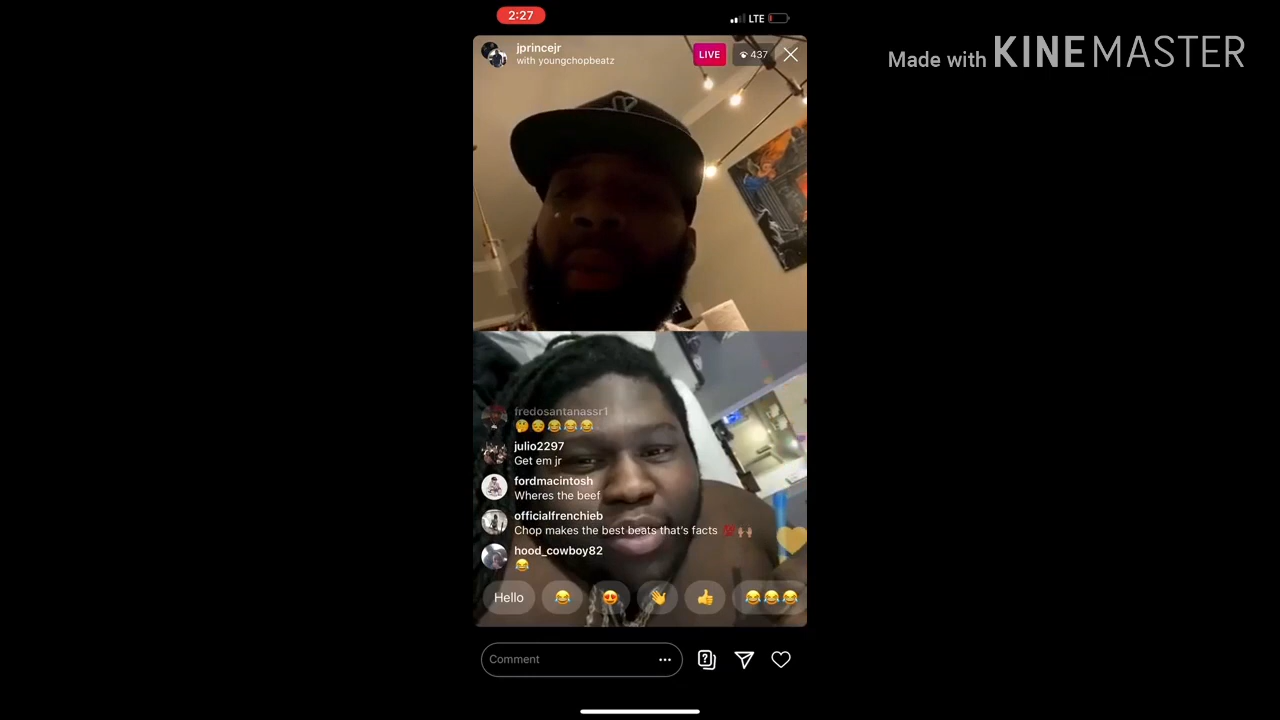 2:27
LTE
Made with KINEMASTER
jprincejr
with youngchopbeatz
LIVE
437
fredosantanassr1
🤔😥😂😂😂
julio2297
Get em jr
fordmacintosh
Wheres the beef
officialfrenchieb
Chop makes the best beats that's facts 💯🙌🏽
hood_cowboy82
😂
Hello 😂 😍 👋 👍 😂😂😂
Comment